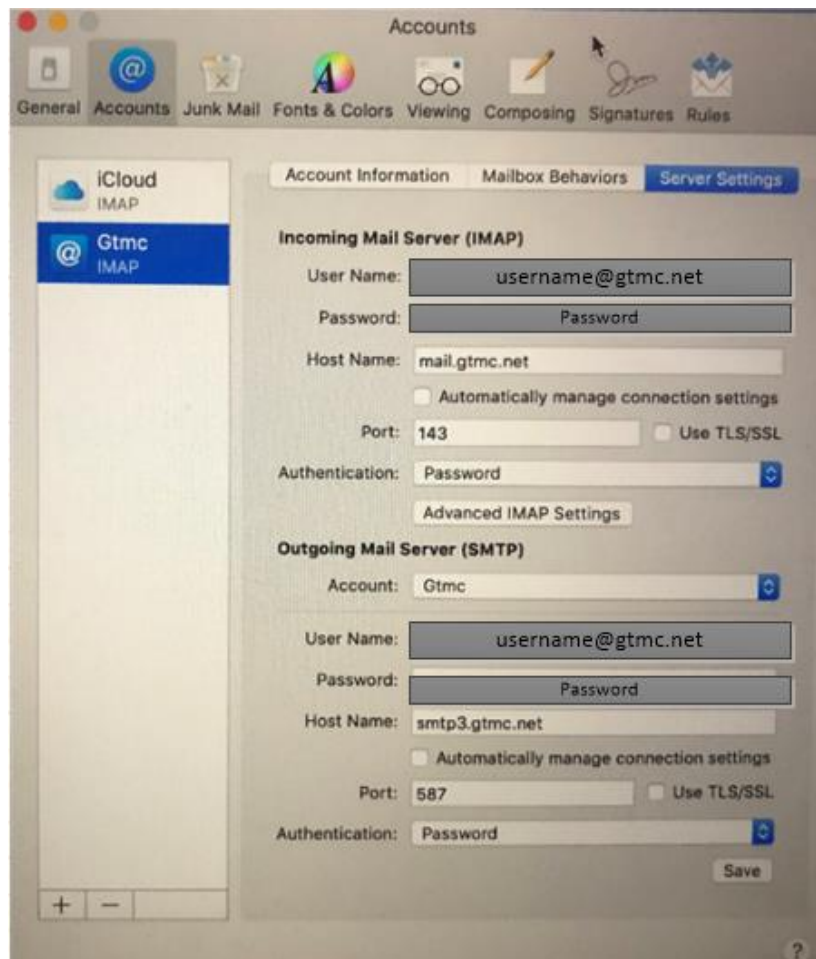 Accounts
General Accounts Junk Mail Fonts & Colors Viewing Composing Signatures Rules
iCloud
IMAP
Gtmc
IMAP
Account Information Mailbox Behaviors Server Settings
Incoming Mail Server (IMAP)
User Name: username@gtmc.net
Password: Password
Host Name: mail.gtmc.net
Automatically manage connection settings
Port: 143 Use TLS/SSL
Authentication: Password
Advanced IMAP Settings
Outgoing Mail Server (SMTP)
Account: Gtmc
User Name: username@gtmc.net
Password: Password
Host Name: smtp3.gtmc.net
Automatically manage connection settings
Port: 587 Use TLS/SSL
Authentication: Password
Save
+ −
?